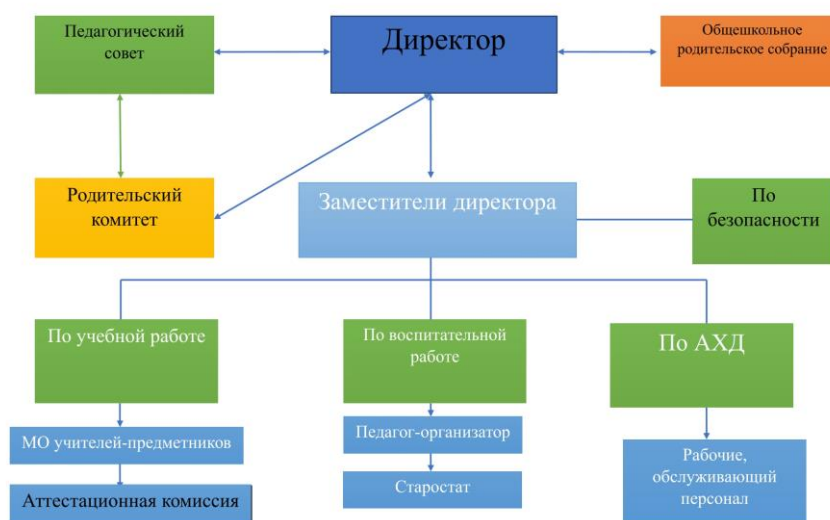 Педагогический
совет
Директор
Общешкольное
родительское собрание
Родительский
комитет
Заместители директора
По
безопасности
По учебной работе
По воспитательной
работе
По АХД
МО учителей-предметников
Педагог-организатор
Рабочие,
обслуживающий
персонал
Аттестационная комиссия
Старостат